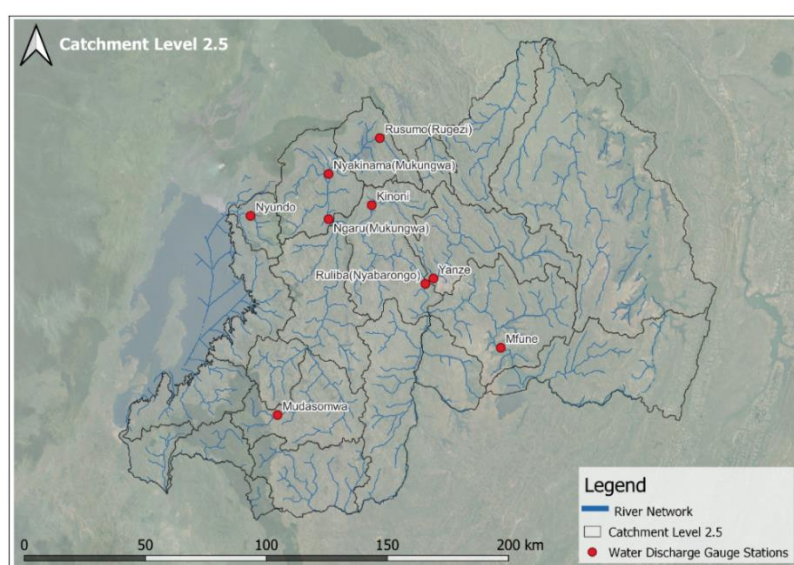 Catchment Level 2.5
Rusumo(Rugezi)
Nyakinama(Mukungwa)
Kinoni
Nyundo
Ngaru(Mukungwa)
Yanze
Ruliba(Nyabarongo)
Mfune
Mudasomwa
Legend
River Network
Catchment Level 2.5
Water Discharge Gauge Stations
0 50 100 150 200 km